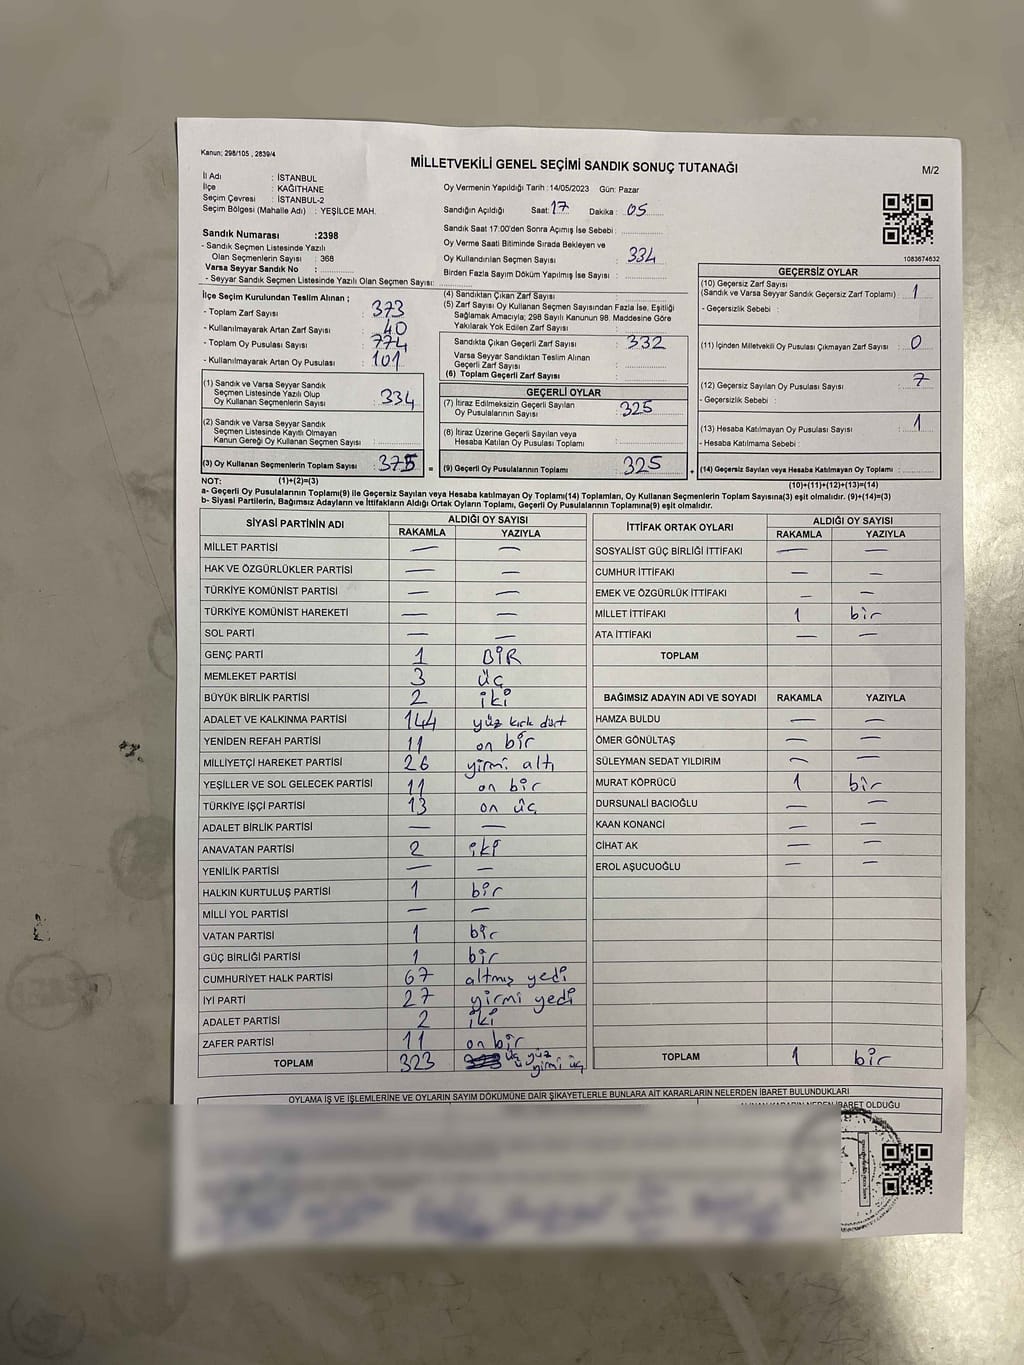 Kanun; 298/105 , 2839/4
MİLLETVEKİLİ GENEL SEÇİMİ SANDIK SONUÇ TUTANAĞI
M/2
İl Adı : İSTANBUL
İlçe : KAĞITHANE
Seçim Çevresi : İSTANBUL-2
Seçim Bölgesi (Mahalle Adı) : YEŞİLCE MAH.
Sandık Numarası :2398
- Sandık Seçmen Listesinde Yazılı
Olan Seçmenlerin Sayısı : 368
Varsa Seyyar Sandık No :
- Seyyar Sandık Seçmen Listesinde Yazılı Olan Seçmen Sayısı:
Oy Vermenin Yapıldığı Tarih :14/05/2023 Gün: Pazar
Sandığın Açıldığı Saat: 17 Dakika : 05
Sandık Saat 17:00'den Sonra Açımış İse Sebebi :
Oy Verme Saati Bitiminde Sırada Bekleyen ve
Oy Kullandırılan Seçmen Sayısı : 334
Birden Fazla Sayım Döküm Yapılmış İse Sayısı :
1083674632
İlçe Seçim Kurulundan Teslim Alınan ;
- Toplam Zarf Sayısı : 373
- Kullanılmayarak Artan Zarf Sayısı : 40
- Toplam Oy Pusulası Sayısı : 774
- Kullanılmayarak Artan Oy Pusulası : 101
(1) Sandık ve Varsa Seyyar Sandık
Seçmen Listesinde Yazılı Olup
Oy Kullanan Seçmenlerin Sayısı : 334
(2) Sandık ve Varsa Seyyar Sandık
Seçmen Listesinde Kayıtlı Olmayan
Kanun Gereği Oy Kullanan Seçmen Sayısı :
(3) Oy Kullanan Seçmenlerin Toplam Sayısı :
(4) Sandıktan Çıkan Zarf Sayısı :
(5) Zarf Sayısı Oy Kullanan Seçmen Sayısından Fazla İse, Eşitliği
Sağlamak Amacıyla; 298 Sayılı Kanunun 98. Maddesine Göre
Yakılarak Yok Edilen Zarf Sayısı :
Sandıkta Çıkan Geçerli Zarf Sayısı : 332
Varsa Seyyar Sandıktan Teslim Alınan
Geçerli Zarf Sayısı :
(6) Toplam Geçerli Zarf Sayısı :
GEÇERLİ OYLAR
(7) İtiraz Edilmeksizin Geçerli Sayılan
Oy Pusulalarının Sayısı : 325
(8) İtiraz Üzerine Geçerli Sayılan veya
Hesaba Katılan Oy Pusulası Toplamı :
= (9) Geçerli Oy Pusulalarının Toplamı : 325
GEÇERSİZ OYLAR
(10) Geçersiz Zarf Sayısı
(Sandık ve Varsa Seyyar Sandık Geçersiz Zarf Toplamı) : 1
- Geçersizlik Sebebi :
(11) İçinden Milletvekili Oy Pusulası Çıkmayan Zarf Sayısı : 0
(12) Geçersiz Sayılan Oy Pusulası Sayısı : 7
- Geçersizlik Sebebi :
(13) Hesaba Katılmayan Oy Pusulası Sayısı : 1
- Hesaba Katılmama Sebebi :
+ (14) Geçersiz Sayılan veya Hesaba Katılmayan Oy Toplamı :
NOT: (1)+(2)=(3) (10)+(11)+(12)+(13)=(14)
a- Geçerli Oy Pusulalarının Toplamı(9) ile Geçersiz Sayılan veya Hesaba katılmayan Oy Toplamı(14) Toplamları, Oy Kullanan Seçmenlerin Toplam Sayısına(3) eşit olmalıdır. (9)+(14)=(3)
b- Siyasi Partilerin, Bağımsız Adayların ve İttifakların Aldığı Ortak Oyların Toplamı, Geçerli Oy Pusulalarının Toplamına(9) eşit olmalıdır.
SİYASİ PARTİNİN ADI ALDIĞI OY SAYISI
RAKAMLA YAZIYLA
MİLLET PARTİSİ — —
HAK VE ÖZGÜRLÜKLER PARTİSİ — —
TÜRKİYE KOMÜNİST PARTİSİ — —
TÜRKİYE KOMÜNİST HAREKETİ — —
SOL PARTİ — —
GENÇ PARTİ 1 BİR
MEMLEKET PARTİSİ 3 üç
BÜYÜK BİRLİK PARTİSİ 2 iki
ADALET VE KALKINMA PARTİSİ 144 yüz kırk dört
YENİDEN REFAH PARTİSİ 11 on bir
MİLLİYETÇİ HAREKET PARTİSİ 26 yirmi altı
YEŞİLLER VE SOL GELECEK PARTİSİ 11 on bir
TÜRKİYE İŞÇİ PARTİSİ 13 on üç
ADALET BİRLİK PARTİSİ — —
ANAVATAN PARTİSİ 2 iki
YENİLİK PARTİSİ — —
HALKIN KURTULUŞ PARTİSİ 1 bir
MİLLİ YOL PARTİSİ — —
VATAN PARTİSİ 1 bir
GÜÇ BİRLİĞİ PARTİSİ 1 bir
CUMHURİYET HALK PARTİSİ 67 altmış yedi
İYİ PARTİ 27 yirmi yedi
ADALET PARTİSİ 2 iki
ZAFER PARTİSİ 11 on bir
TOPLAM 323 üç yüz
yirmi üç
İTTİFAK ORTAK OYLARI ALDIĞI OY SAYISI
RAKAMLA YAZIYLA
SOSYALİST GÜÇ BİRLİĞİ İTTİFAKI — —
CUMHUR İTTİFAKI — —
EMEK VE ÖZGÜRLÜK İTTİFAKI — —
MİLLET İTTİFAKI 1 bir
ATA İTTİFAKI — —
TOPLAM
BAĞIMSIZ ADAYIN ADI VE SOYADI RAKAMLA YAZIYLA
HAMZA BULDU — —
ÖMER GÖNÜLTAŞ — —
SÜLEYMAN SEDAT YILDIRIM — —
MURAT KÖPRÜCÜ 1 bir
DURSUNALİ BACIOĞLU — —
KAAN KONANCİ — —
CİHAT AK — —
EROL AŞUCUOĞLU — —
TOPLAM 1 bir
OYLAMA İŞ VE İŞLEMLERİNE VE OYLARIN SAYIM DÖKÜMÜNE DAİR ŞİKAYETLERLE BUNLARA AİT KARARLARIN NELERDEN İBARET BULUNDUKLARI
ALINAN KARARIN NEDEN İBARET OLDUĞU